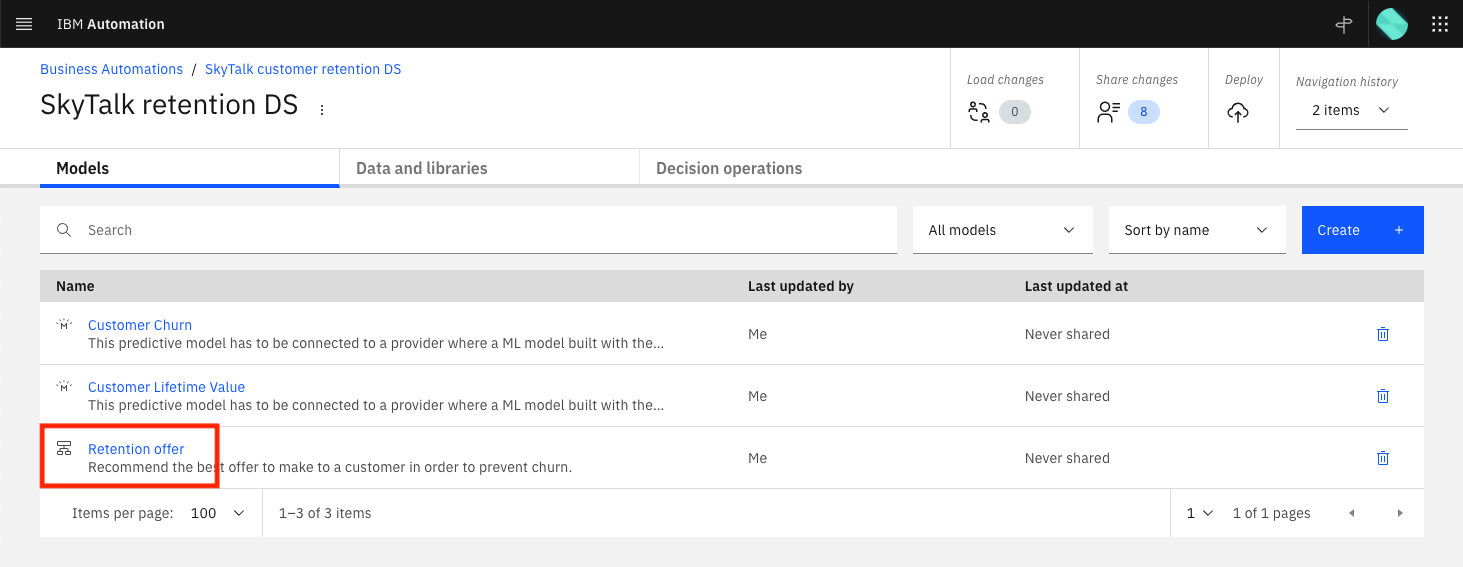 IBM Automation
Business Automations / SkyTalk customer retention DS
SkyTalk retention DS
Load changes
0
Share changes
8
Deploy
Navigation history
2 items
Models
Data and libraries
Decision operations
Search
All models
Sort by name
Create +
Name
Last updated by
Last updated at
M
Customer Churn
This predictive model has to be connected to a provider where a ML model built with the...
Me
Never shared
M
Customer Lifetime Value
This predictive model has to be connected to a provider where a ML model built with the...
Me
Never shared
Retention offer
Recommend the best offer to make to a customer in order to prevent churn.
Me
Never shared
Items per page: 100
1–3 of 3 items
1
1 of 1 pages